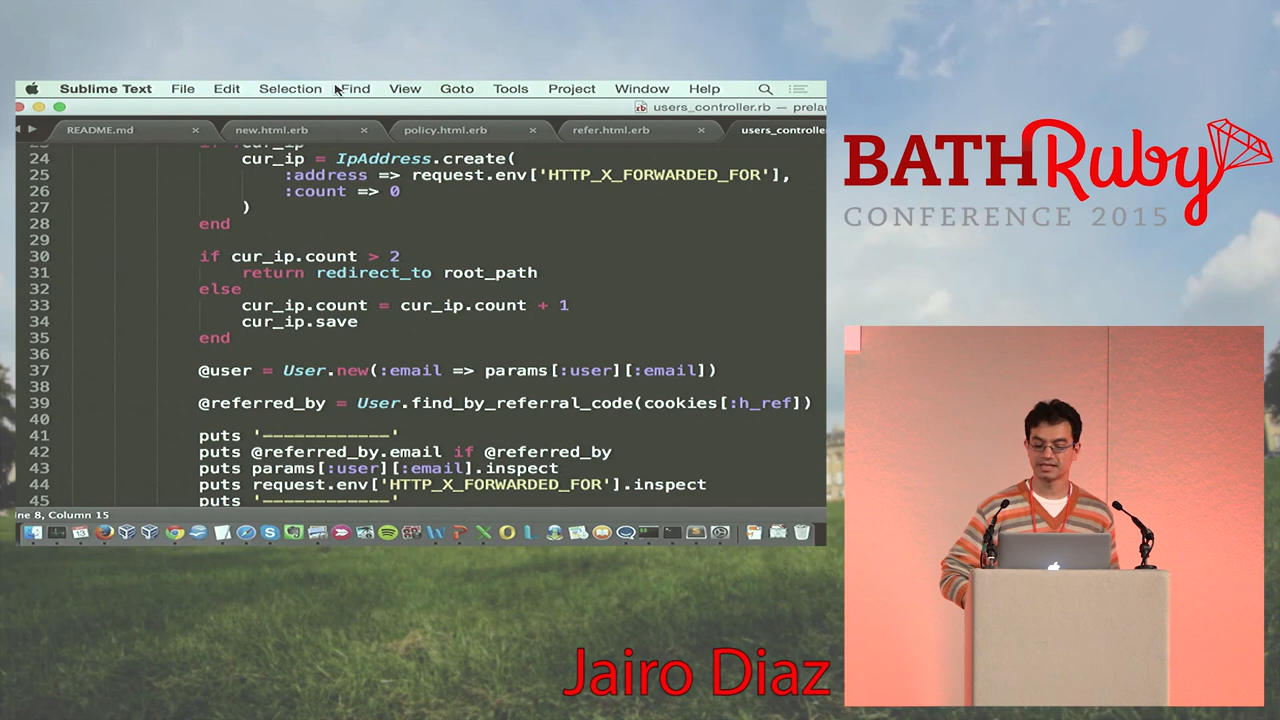 Sublime Text File Edit Selection Find View Goto Tools Project Window Help
users_controller.rb — prela
README.md × new.html.erb × policy.html.erb × refer.html.erb × users_controlle
24 cur_ip = IpAddress.create(
25 :address => request.env['HTTP_X_FORWARDED_FOR'],
26 :count => 0
27 )
28 end
29
30 if cur_ip.count > 2
31 return redirect_to root_path
32 else
33 cur_ip.count = cur_ip.count + 1
34 cur_ip.save
35 end
36
37 @user = User.new(:email => params[:user][:email])
38
39 @referred_by = User.find_by_referral_code(cookies[:h_ref])
40
41 puts '------------'
42 puts @referred_by.email if @referred_by
43 puts params[:user][:email].inspect
44 puts request.env['HTTP_X_FORWARDED_FOR'].inspect
45 puts '------------'
ne 8, Column 15
BATHRuby
CONFERENCE 2015
Jairo Diaz